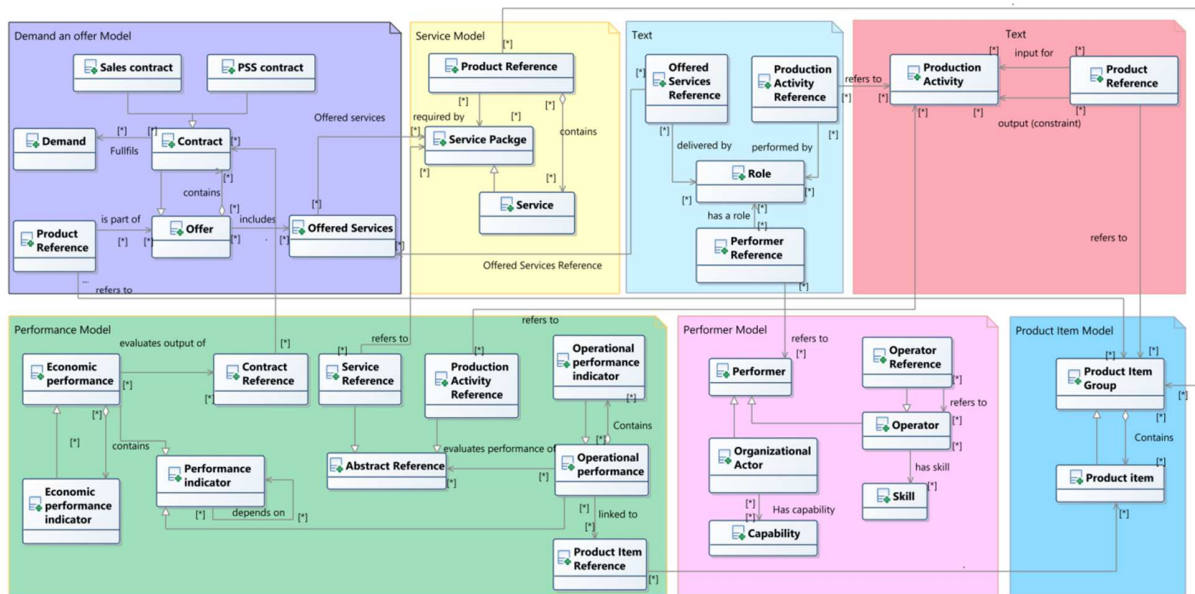 Demand an offer Model
Sales contract
PSS contract
Demand
[*]
[*]
Fullfils
Contract
[*]
[*]
contains
Offered services
Product
Reference
is part of
[*]
[*]
Offer
[*]
[*]
includes
[*]
Offered Services
[*]
[*]
...
refers to
Service Model
[*]
Product Reference
[*]
[*]
required by
[*]
[*]
contains
Service Packge
[*]
[*]
Service
Offered Services Reference
Text
[*]
Offered
Services
Reference
Production
Activity
Reference
refers to
[*]
[*]
delivered by
performed by
Role
[*]
[*]
has a role
[*]
[*]
Performer
Reference
[*]
Text
Production
Activity
[*]
input for
[*]
[*]
[*]
[*]
[*]
[*]
output (constraint)
Product
Reference
refers to
Performance Model
evaluates output of
Economic
performance
[*]
[*]
[*]
Contract
Reference
[*]
[*]
contains
[*]
Economic
performance
indicator
Performance
indicator
[*]
[*]
[*]
depends on
refers to
[*]
Service
Reference
refers to
[*]
Production
Activity
Reference
Abstract Reference
[*]
evaluates performance of
Operational
performance
indicator
[*]
Contains
[*]
Operational
performance
[*]
[*]
linked to
[*]
Product Item
Reference
[*]
Performer Model
refers to
[*]
Performer
Operator
Reference
[*]
refers to
[*]
Operator
[*]
has skill
[*]
Skill
Organizational
Actor
[*]
[*]
Has capability
Capability
Product Item Model
[*]
[*]
Product Item
Group
[*]
[*]
Contains
[*]
Product item
[*]